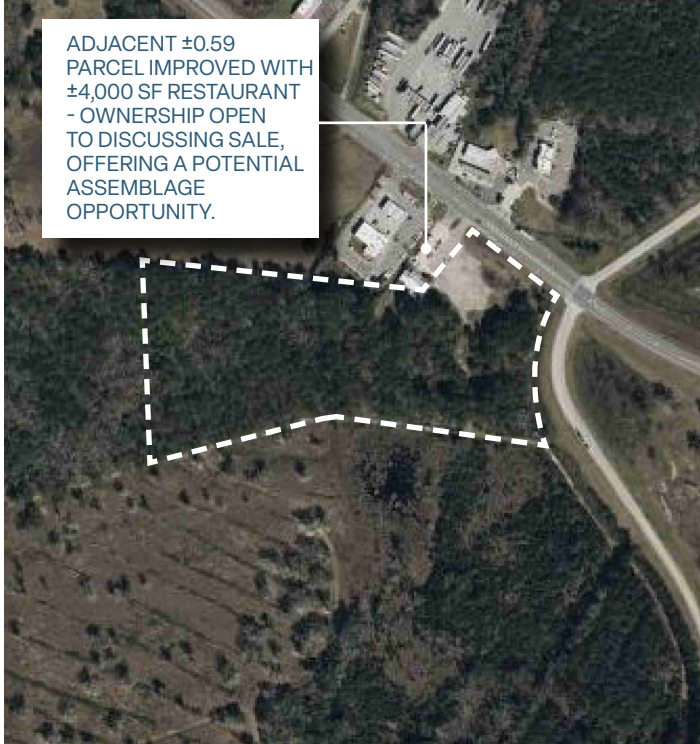 ADJACENT ±0.59
PARCEL IMPROVED WITH
±4,000 SF RESTAURANT
- OWNERSHIP OPEN
TO DISCUSSING SALE,
OFFERING A POTENTIAL
ASSEMBLAGE
OPPORTUNITY.